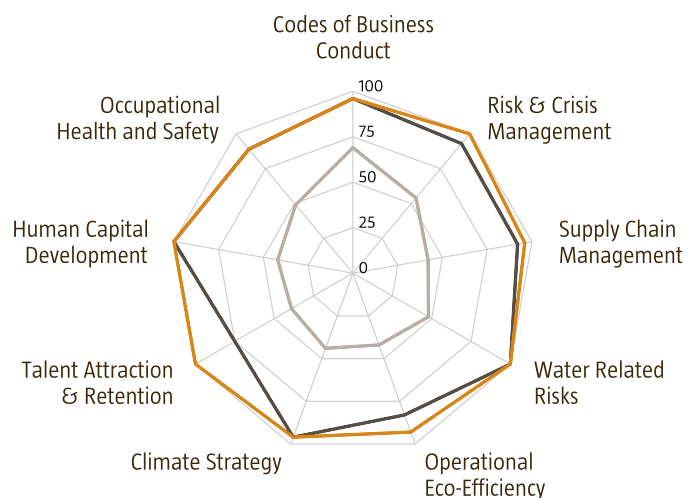 Codes of Business
Conduct
100
Occupational
Health and Safety
Risk & Crisis
Management
75
50
Human Capital
Development
Supply Chain
Management
25
0
Talent Attraction
& Retention
Water Related
Risks
Climate Strategy
Operational
Eco-Efficiency